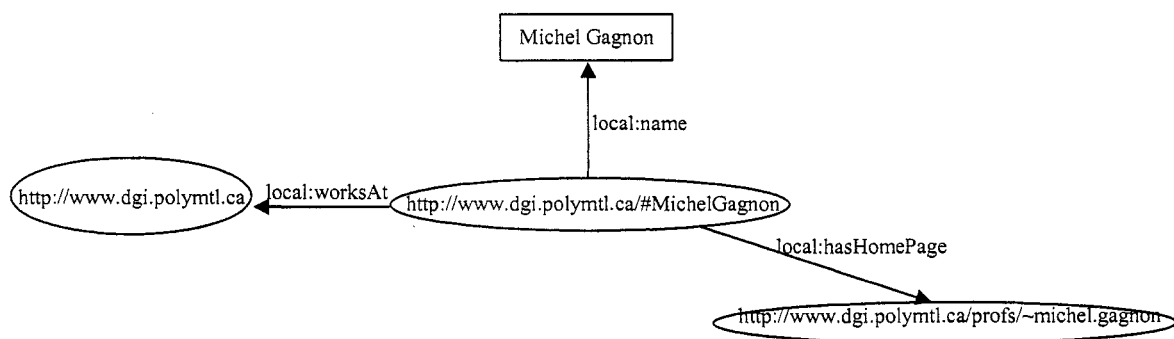 Michel Gagnon
local:name
http://www.dgi.polymtl.ca
local:worksAt
http://www.dgi.polymtl.ca/#MichelGagnon
local:hasHomePage
http://www.dgi.polymtl.ca/profs/~michel.gagnon